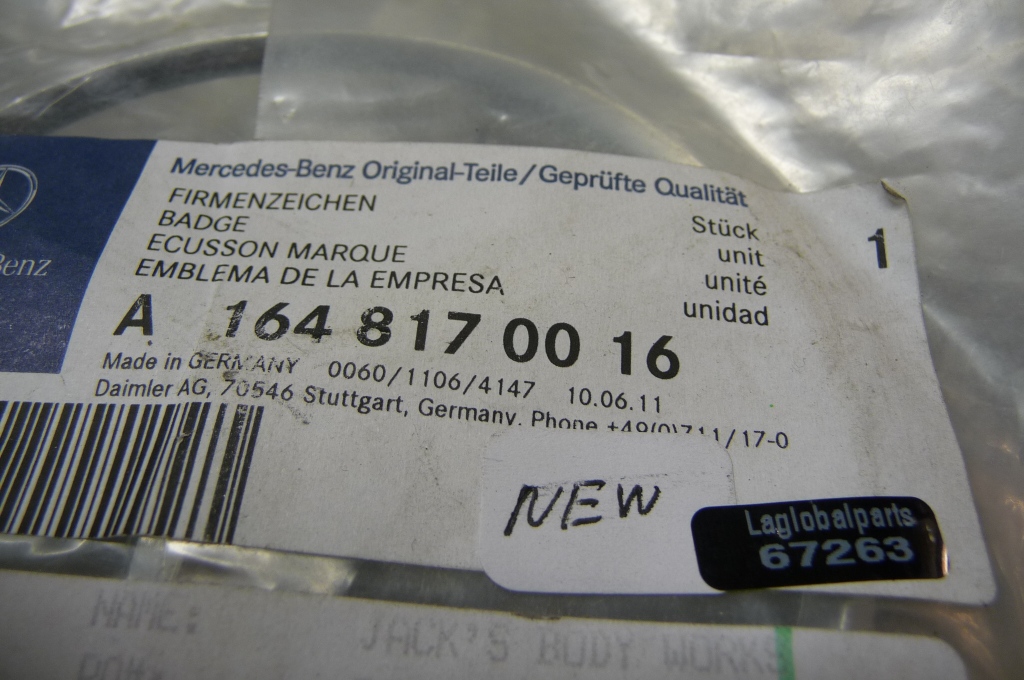 Mercedes-Benz Original-Teile/Geprüfte Qualität
FIRMENZEICHEN
BADGE
ECUSSON MARQUE
EMBLEMA DE LA EMPRESA
Stück
unit
unité
unidad
1
A 164 817 00 16
Made in GERMANY 0060/1106/4147 10.06.11
Daimler AG, 70546 Stuttgart, Germany. Phone +49(0)711/17-0
NEW
Laglobalparts
67263
NAME: JACK'S BODY WORKS